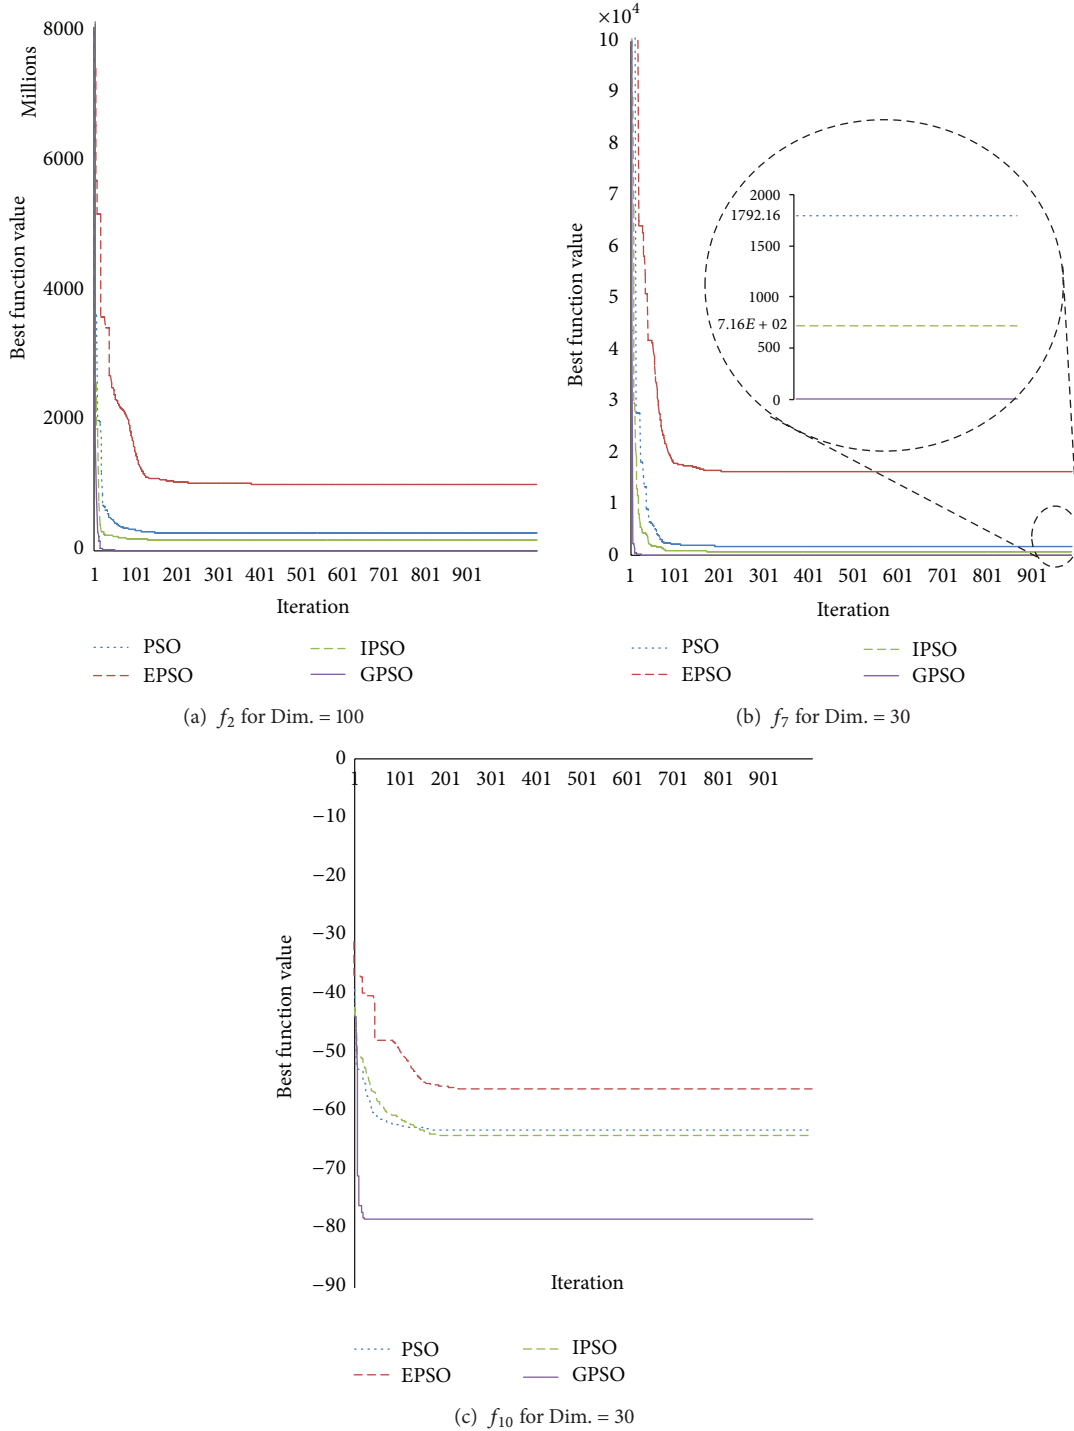 8000
6000
4000
2000
0
Millions
Best function value
1 101 201 301 401 501 601 701 801 901
Iteration
PSO
IPSO
EPSO
GPSO
(a) f2 for Dim. = 100
×10^4
10
9
8
7
6
5
4
3
2
1
0
Best function value
2000
1792.16
1500
1000
7.16E + 02
500
0
1 101 201 301 401 501 601 701 801 901
Iteration
PSO
IPSO
EPSO
GPSO
(b) f7 for Dim. = 30
0
−10
−20
−30
−40
−50
−60
−70
−80
−90
Best function value
1 101 201 301 401 501 601 701 801 901
Iteration
PSO
IPSO
EPSO
GPSO
(c) f10 for Dim. = 30